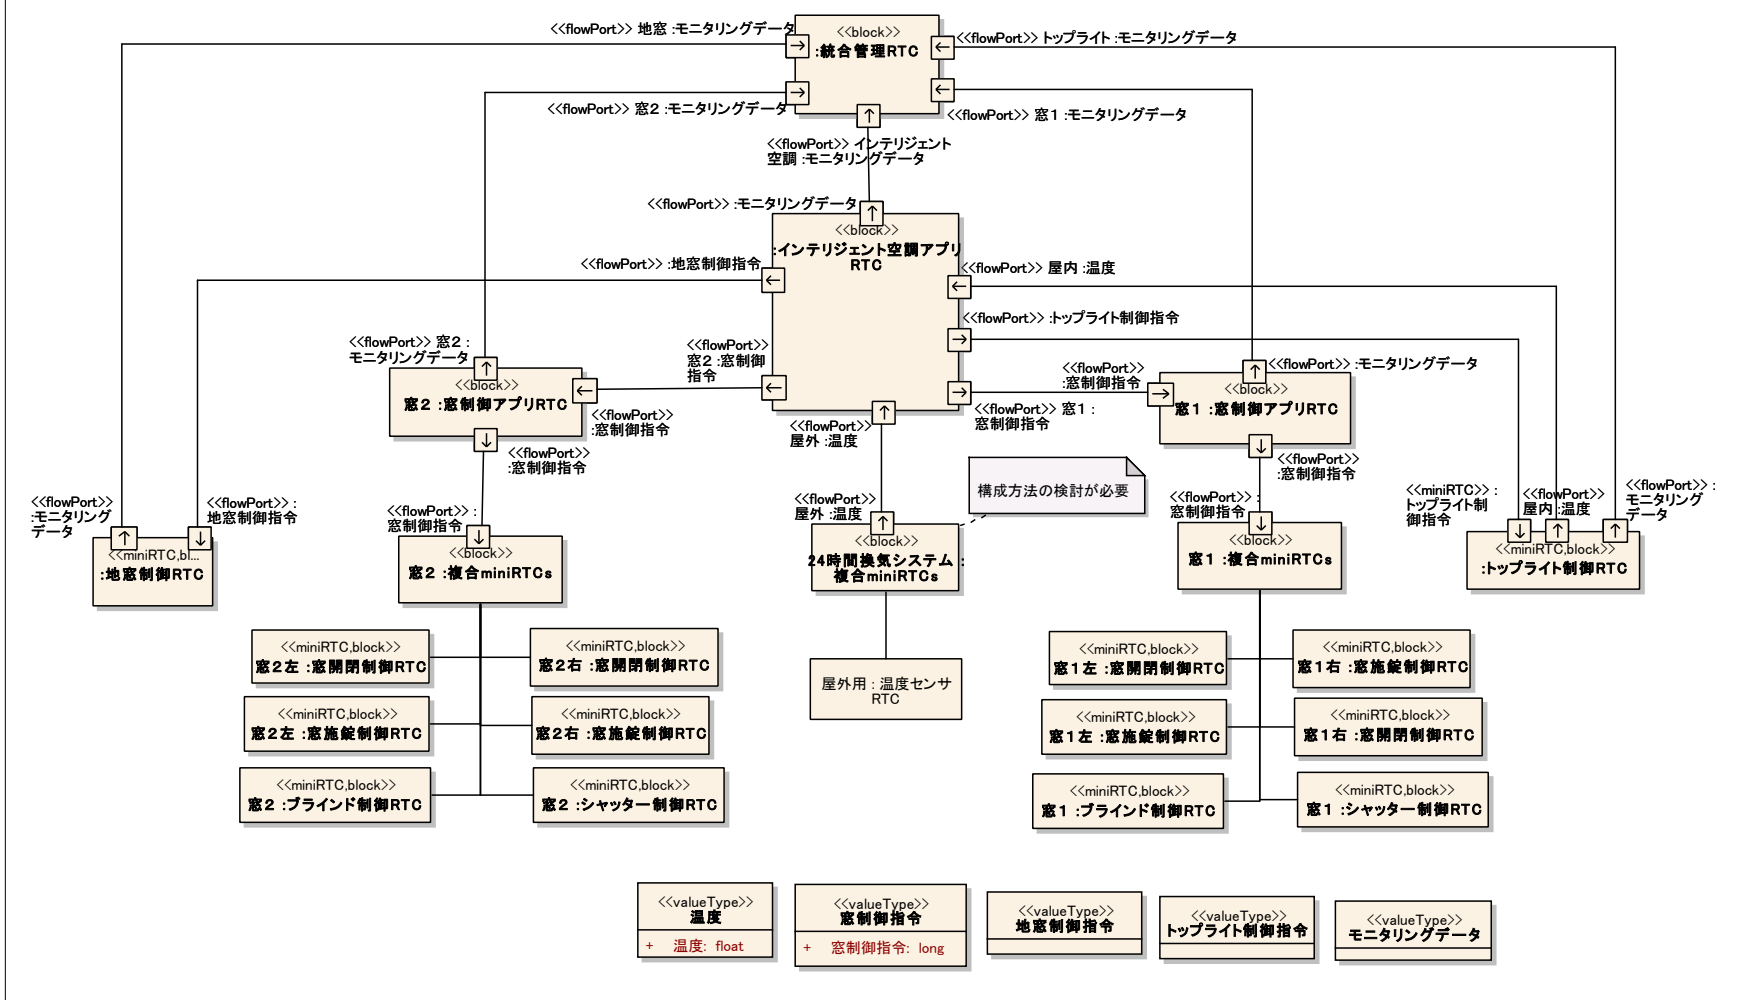 <<flowPort>> 地窓 :モニタリングデータ
<<block>>
:統合管理RTC
<<flowPort>> トップライト :モニタリングデータ
<<flowPort>> 窓2 :モニタリングデータ
<<flowPort>> 窓1 :モニタリングデータ
<<flowPort>> インテリジェント
空調 :モニタリングデータ
<<flowPort>> :モニタリングデータ
<<block>>
:インテリジェント空調アプリ
RTC
<<flowPort>> :地窓制御指令
<<flowPort>> 屋内 :温度
<<flowPort>> :トップライト制御指令
<<flowPort>> 窓2 :
モニタリングデータ
<<flowPort>>
窓2 :窓制御
指令
<<flowPort>>
:窓制御指令
<<flowPort>> :モニタリングデータ
<<block>>
窓2 :窓制御アプリRTC
<<flowPort>>
:窓制御指令
<<flowPort>>
屋外 :温度
<<flowPort>> 窓1 :
窓制御指令
<<block>>
窓1 :窓制御アプリRTC
<<flowPort>>
:窓制御指令
<<flowPort>>
:窓制御指令
構成方法の検討が必要
<<flowPort>>
:モニタリング
データ
<<flowPort>> :
地窓制御指令
<<flowPort>> :
窓制御指令
<<flowPort>>
屋外 :温度
<<flowPort>> :
窓制御指令
<<miniRTC>> :
トップライト制
御指令
<<flowPort>>
屋内 :温度
<<flowPort>> :
モニタリング
データ
<<miniRTC,bl...
:地窓制御RTC
<<block>>
窓2 :複合miniRTCs
<<block>>
24時間換気システム :
複合miniRTCs
<<block>>
窓1 :複合miniRTCs
<<miniRTC,block>>
:トップライト制御RTC
<<miniRTC,block>>
窓2左 :窓開閉制御RTC
<<miniRTC,block>>
窓2右 :窓開閉制御RTC
<<miniRTC,block>>
窓2左 :窓施錠制御RTC
<<miniRTC,block>>
窓2右 :窓施錠制御RTC
<<miniRTC,block>>
窓2 :ブラインド制御RTC
<<miniRTC,block>>
窓2 :シャッター制御RTC
屋外用 : 温度センサ
RTC
<<miniRTC,block>>
窓1左 :窓開閉制御RTC
<<miniRTC,block>>
窓1右 :窓施錠制御RTC
<<miniRTC,block>>
窓1左 :窓施錠制御RTC
<<miniRTC,block>>
窓1右 :窓開閉制御RTC
<<miniRTC,block>>
窓1 :ブラインド制御RTC
<<miniRTC,block>>
窓1 :シャッター制御RTC
<<valueType>>
温度
+ 温度: float
<<valueType>>
窓制御指令
+ 窓制御指令: long
<<valueType>>
地窓制御指令
<<valueType>>
トップライト制御指令
<<valueType>>
モニタリングデータ